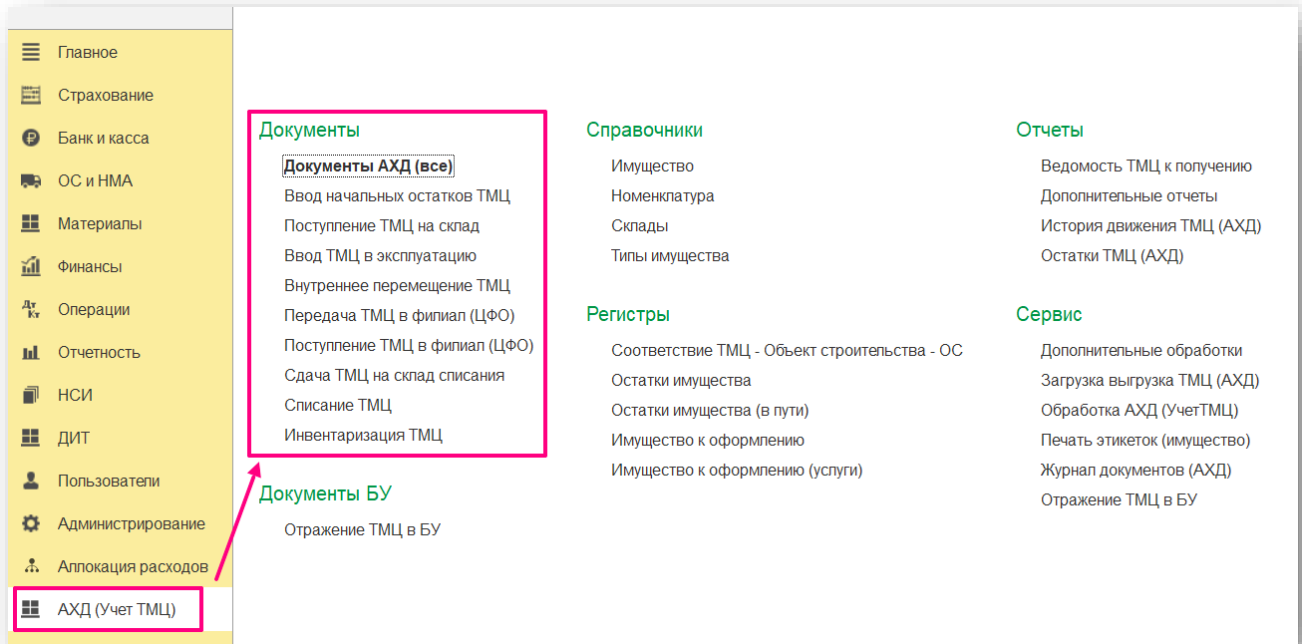 Главное
Страхование
Банк и касса
ОС и НМА
Материалы
Финансы
Дт Кт Операции
Отчетность
НСИ
ДИТ
Пользователи
Администрирование
Аллокация расходов
АХД (Учет ТМЦ)
Документы
Документы АХД (все)
Ввод начальных остатков ТМЦ
Поступление ТМЦ на склад
Ввод ТМЦ в эксплуатацию
Внутреннее перемещение ТМЦ
Передача ТМЦ в филиал (ЦФО)
Поступление ТМЦ в филиал (ЦФО)
Сдача ТМЦ на склад списания
Списание ТМЦ
Инвентаризация ТМЦ
Документы БУ
Отражение ТМЦ в БУ
Справочники
Имущество
Номенклатура
Склады
Типы имущества
Регистры
Соответствие ТМЦ - Объект строительства - ОС
Остатки имущества
Остатки имущества (в пути)
Имущество к оформлению
Имущество к оформлению (услуги)
Отчеты
Ведомость ТМЦ к получению
Дополнительные отчеты
История движения ТМЦ (АХД)
Остатки ТМЦ (АХД)
Сервис
Дополнительные обработки
Загрузка выгрузка ТМЦ (АХД)
Обработка АХД (УчетТМЦ)
Печать этикеток (имущество)
Журнал документов (АХД)
Отражение ТМЦ в БУ